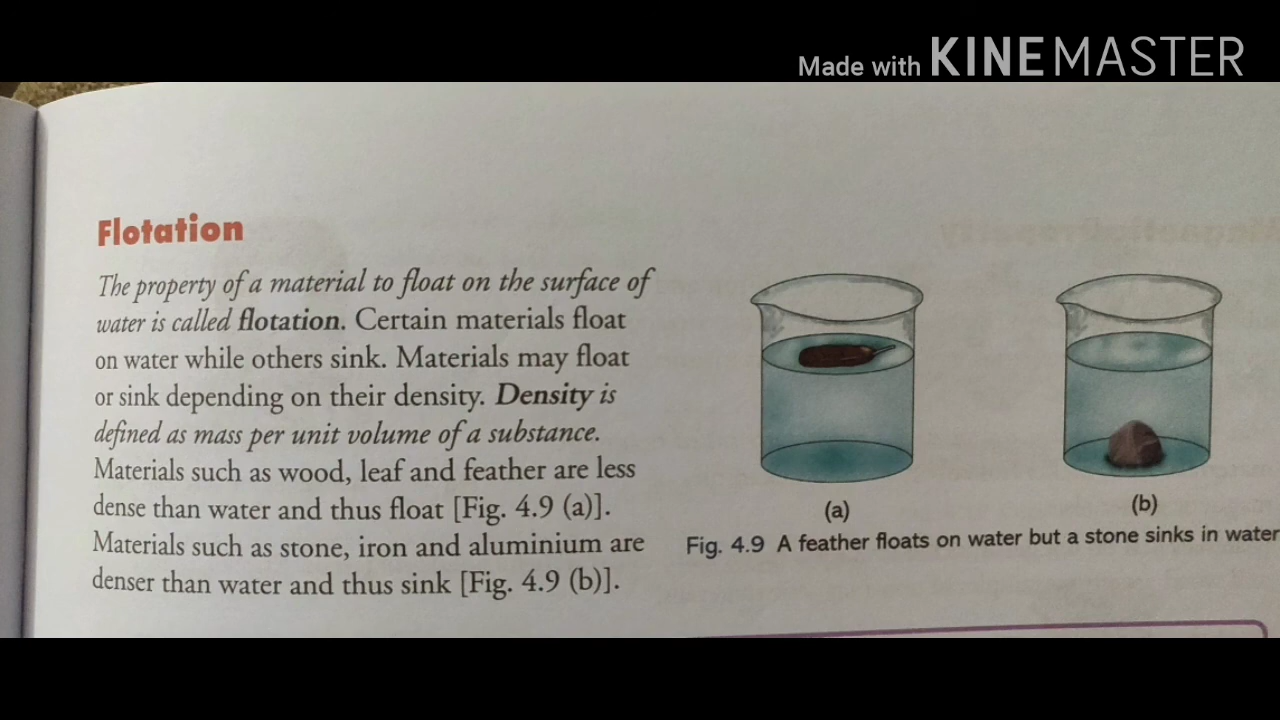 Made with KINEMASTER
Flotation
The property of a material to float on the surface of
water is called flotation. Certain materials float
on water while others sink. Materials may float
or sink depending on their density. Density is
defined as mass per unit volume of a substance.
Materials such as wood, leaf and feather are less
dense than water and thus float [Fig. 4.9 (a)].
Materials such as stone, iron and aluminium are
denser than water and thus sink [Fig. 4.9 (b)].
(a)
(b)
Fig. 4.9 A feather floats on water but a stone sinks in water